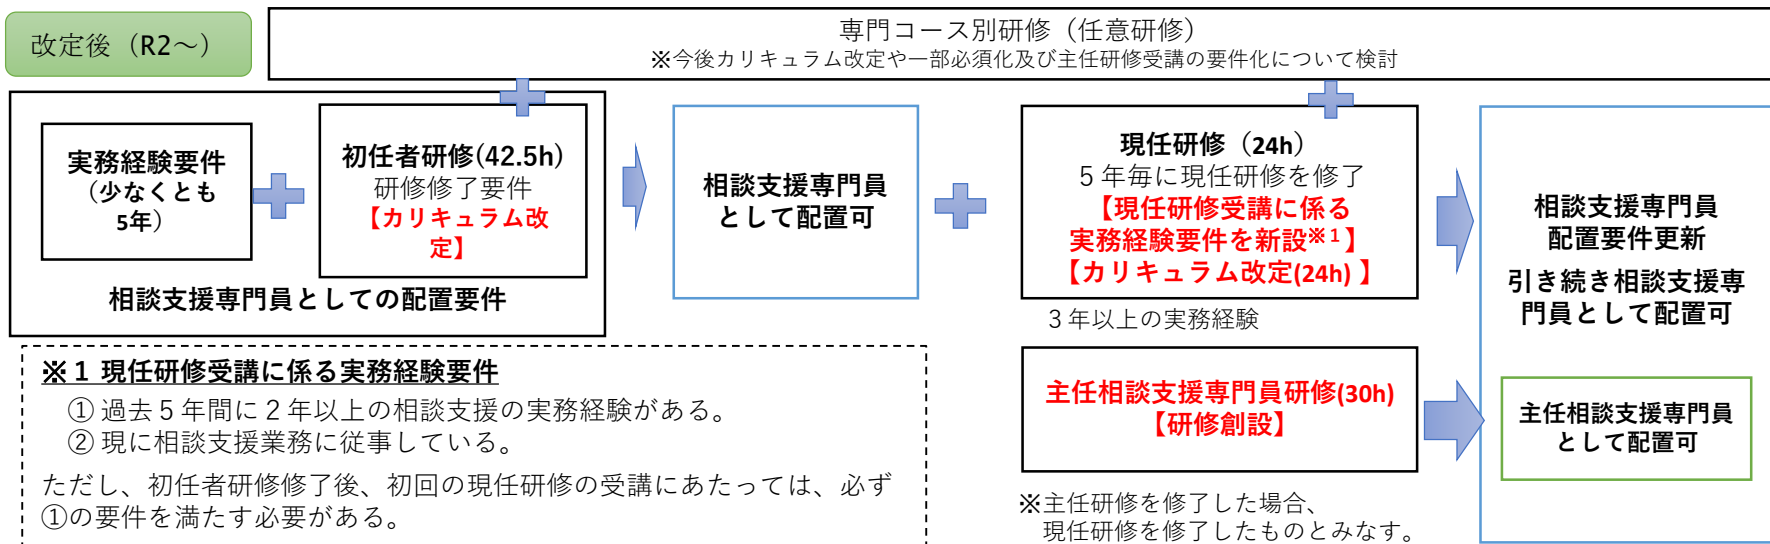 改定後（R2～）
専門コース別研修（任意研修）
※今後カリキュラム改定や一部必須化及び主任研修受講の要件化について検討
実務経験要件
（少なくとも
5年）
初任者研修(42.5h)
研修修了要件
【カリキュラム改
定】
相談支援専門員としての配置要件
相談支援専門員
として配置可
現任研修（24h）
５年毎に現任研修を修了
【現任研修受講に係る
実務経験要件を新設※１】
【カリキュラム改定(24h) 】
３年以上の実務経験
主任相談支援専門員研修(30h)
【研修創設】
※主任研修を修了した場合、
現任研修を修了したものとみなす。
相談支援専門員
配置要件更新
引き続き相談支援専
門員として配置可
主任相談支援専門員
として配置可
※１ 現任研修受講に係る実務経験要件
① 過去５年間に２年以上の相談支援の実務経験がある。
② 現に相談支援業務に従事している。
ただし、初任者研修修了後、初回の現任研修の受講にあたっては、必ず
①の要件を満たす必要がある。